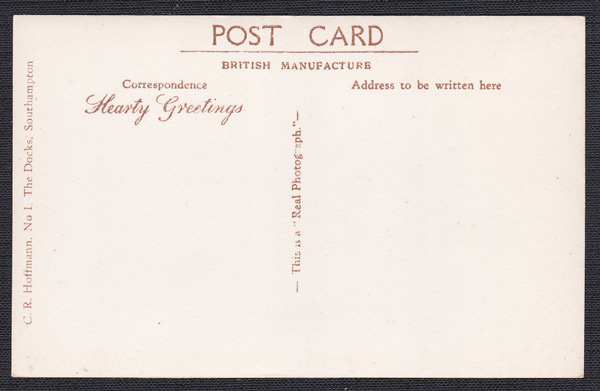 POST CARD
BRITISH MANUFACTURE
Correspondence
Address to be written here
Hearty Greetings
— This is a "Real Photograph."—
C. R. Hoffmann, No 1, The Docks, Southampton